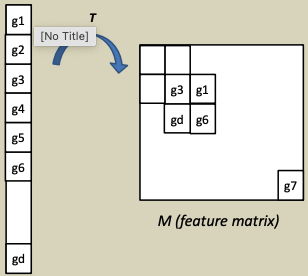 g1
T
[No Title]
g2
g3
g4
g5
g6
gd
g3 g1
gd g6
g7
M (feature matrix)